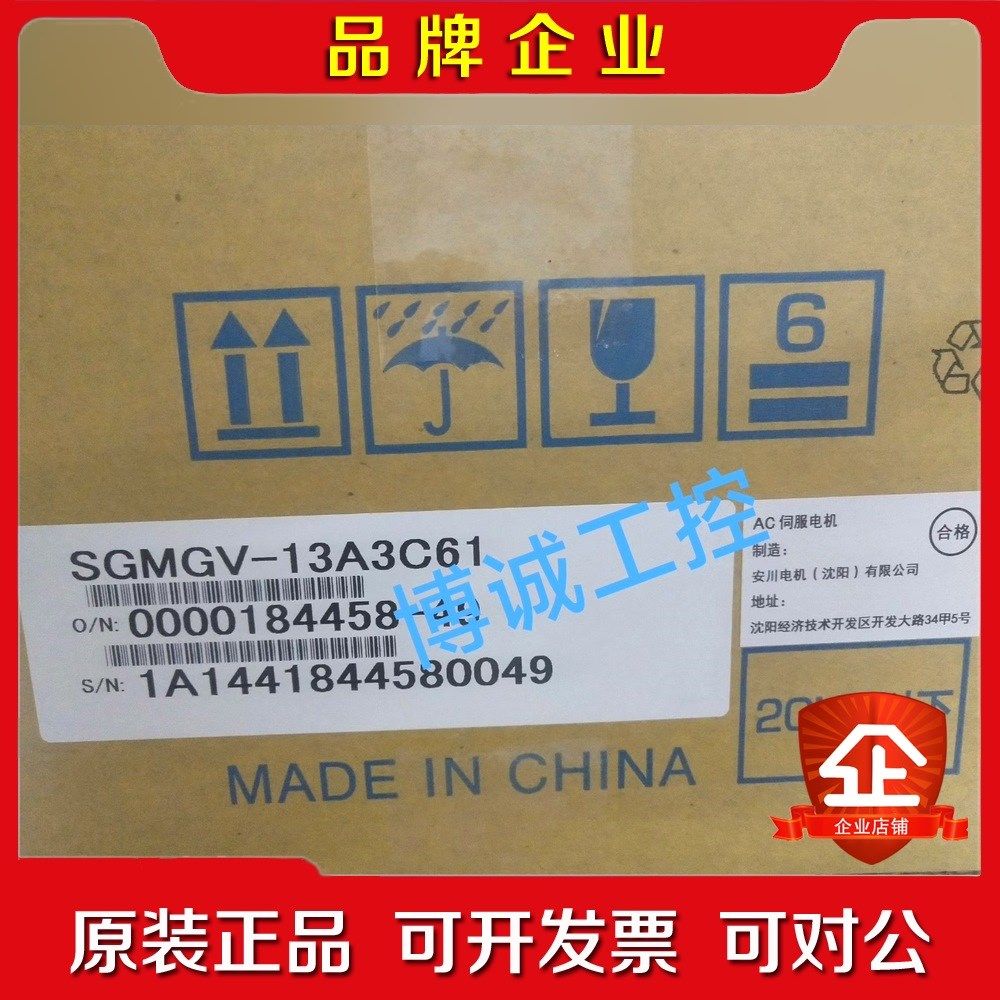 品牌企业
6
SGMGV-13A3C61
O/N: 0000184458-49
S/N: 1A1441844580049
博诚工控
AC 伺服电机
合格
制造：
安川电机（沈阳）有限公司
地址：
沈阳经济技术开发区开发大路34甲5号
MADE IN CHINA
企
企业店铺
原装正品 可开发票 可对公